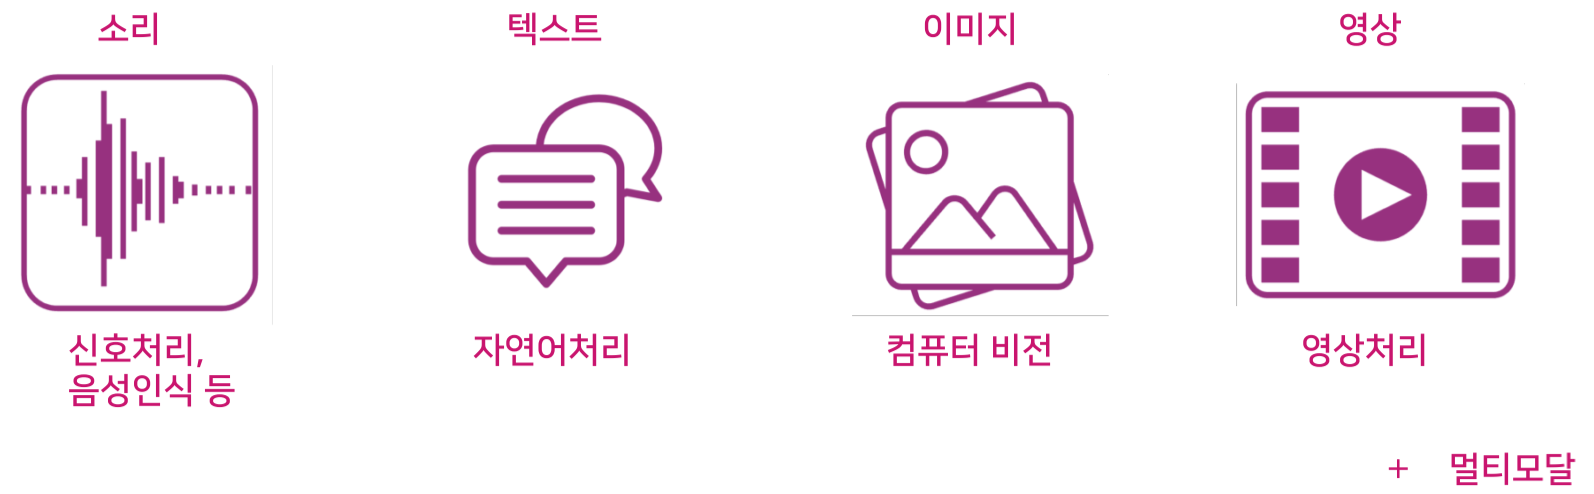 소리
텍스트
이미지
영상
신호처리,
음성인식 등
자연어처리
컴퓨터 비전
영상처리
+ 멀티모달